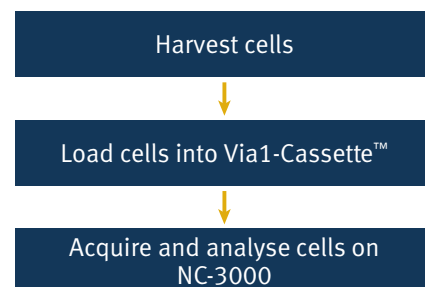 Harvest cells
Load cells into Via1-Cassette™
Acquire and analyse cells on
NC-3000